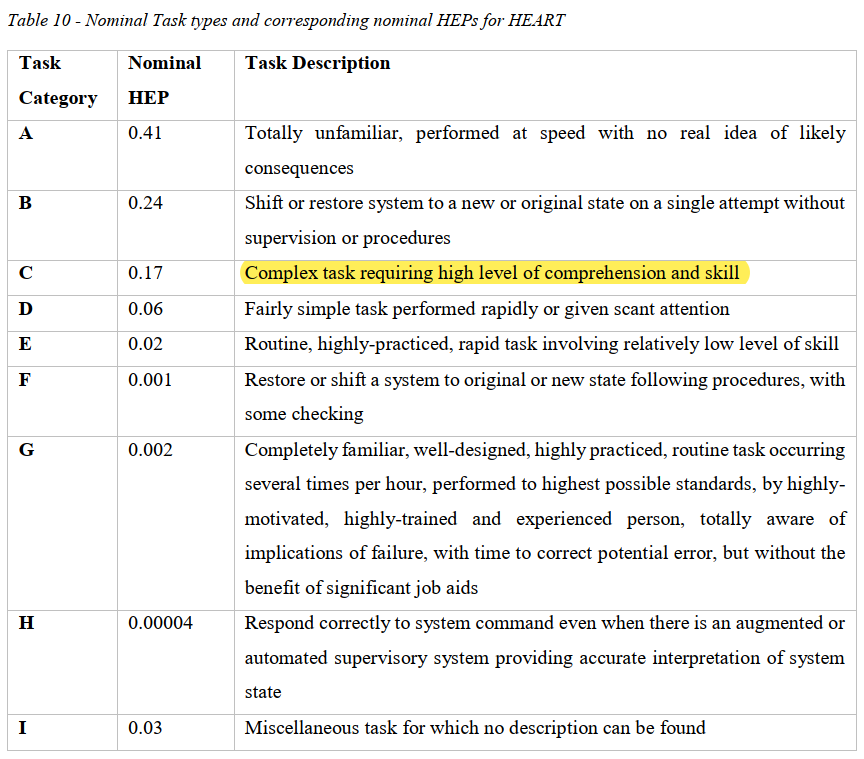 Table 10 - Nominal Task types and corresponding nominal HEPs for HEART
Task Category Nominal HEP Task Description
A 0.41 Totally unfamiliar, performed at speed with no real idea of likely
consequences
B 0.24 Shift or restore system to a new or original state on a single attempt without
supervision or procedures
C 0.17 Complex task requiring high level of comprehension and skill
D 0.06 Fairly simple task performed rapidly or given scant attention
E 0.02 Routine, highly-practiced, rapid task involving relatively low level of skill
F 0.001 Restore or shift a system to original or new state following procedures, with
some checking
G 0.002 Completely familiar, well-designed, highly practiced, routine task occurring
several times per hour, performed to highest possible standards, by highly-
motivated, highly-trained and experienced person, totally aware of
implications of failure, with time to correct potential error, but without the
benefit of significant job aids
H 0.00004 Respond correctly to system command even when there is an augmented or
automated supervisory system providing accurate interpretation of system
state
I 0.03 Miscellaneous task for which no description can be found